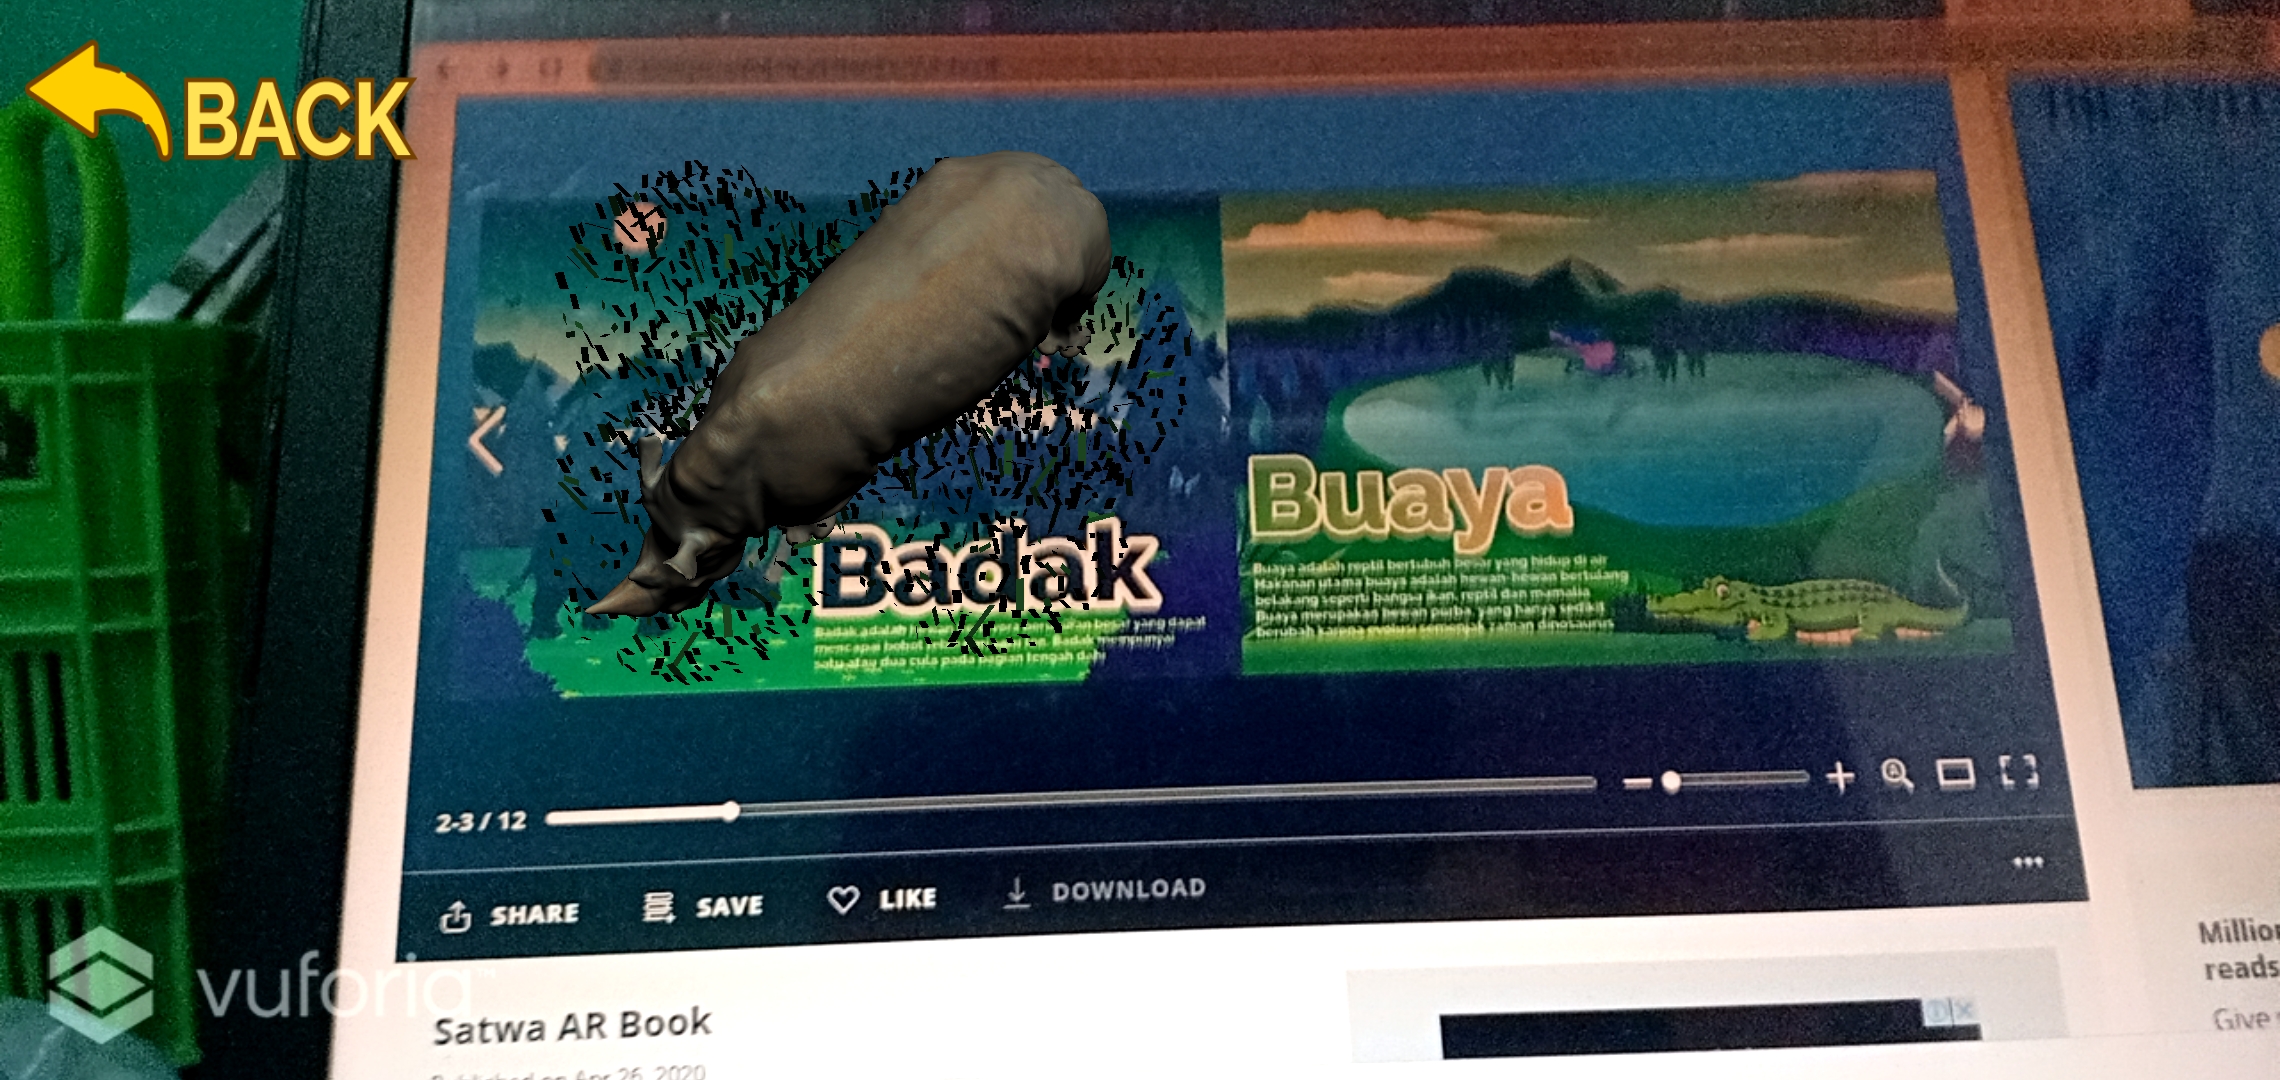 BACK
Badak
Badak adalah
besar yang dapat
mencapai bobot
Badak mempunyai
satu atau dua cula pada bagian tengah dahi
Buaya
Buaya adalah reptil bertubuh besar yang hidup di air
Makanan utama buaya adalah hewan-hewan bertulang
belakang seperti bangsa ikan, reptil dan mamalia
Buaya merupakan hewan purba, yang hanya sedikit
berubah karena evolusi semenjak zaman dinosaurus
2-3 / 12
SHARE
SAVE
LIKE
DOWNLOAD
vuforia™
Satwa AR Book
Published on Apr 26, 2020
Million
reads
Give